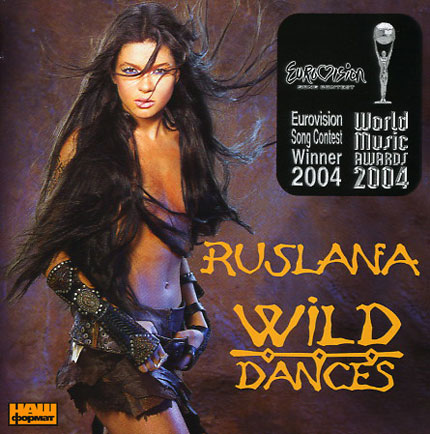 EUROVISION
SONG CONTEST
Eurovision
Song Contest
Winner
2004
World
Music
AWARDS
2004
RUSLANA
WiLD
DANCES
НАШ
формат